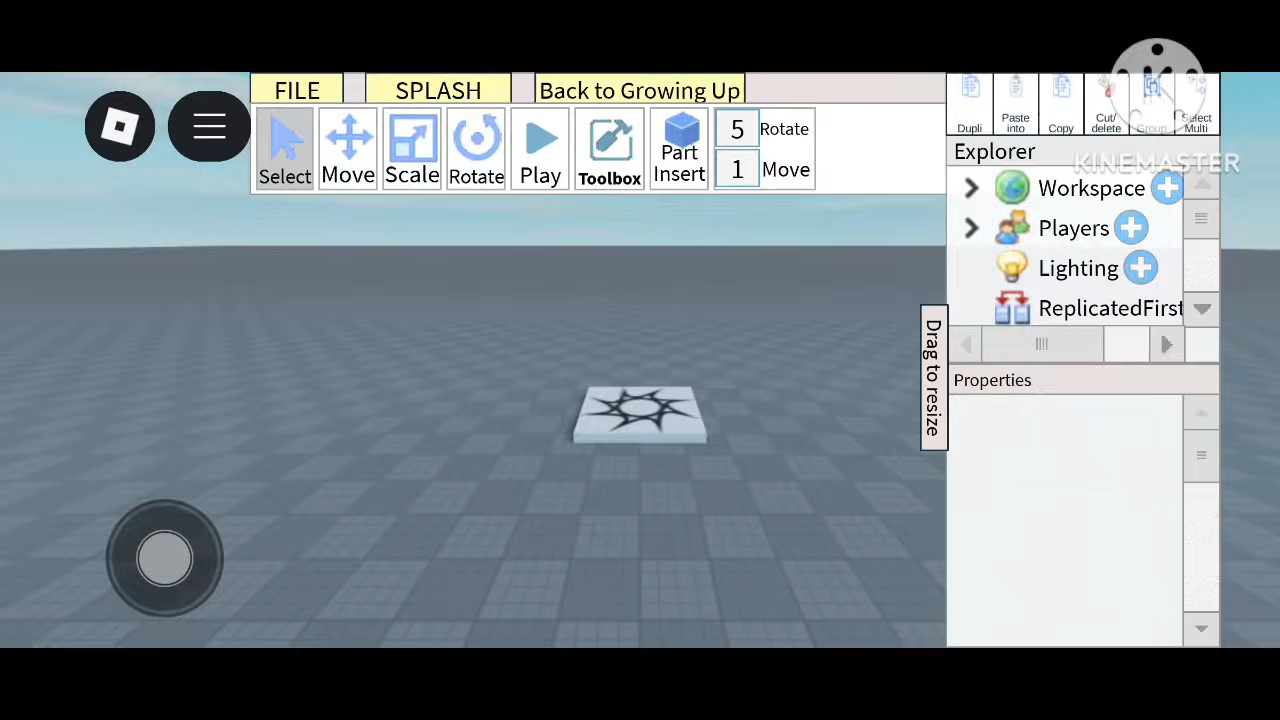 FILE
SPLASH
Back to Growing Up
Select
Move
Scale
Rotate
Play
Toolbox
Part
Insert
5 Rotate
1 Move
Dupli
Paste
into
Copy
Cut/
delete
Group
Select
Multi
KINEMASTER
Explorer
Workspace
Players
Lighting
ReplicatedFirst
Drag to resize
Properties